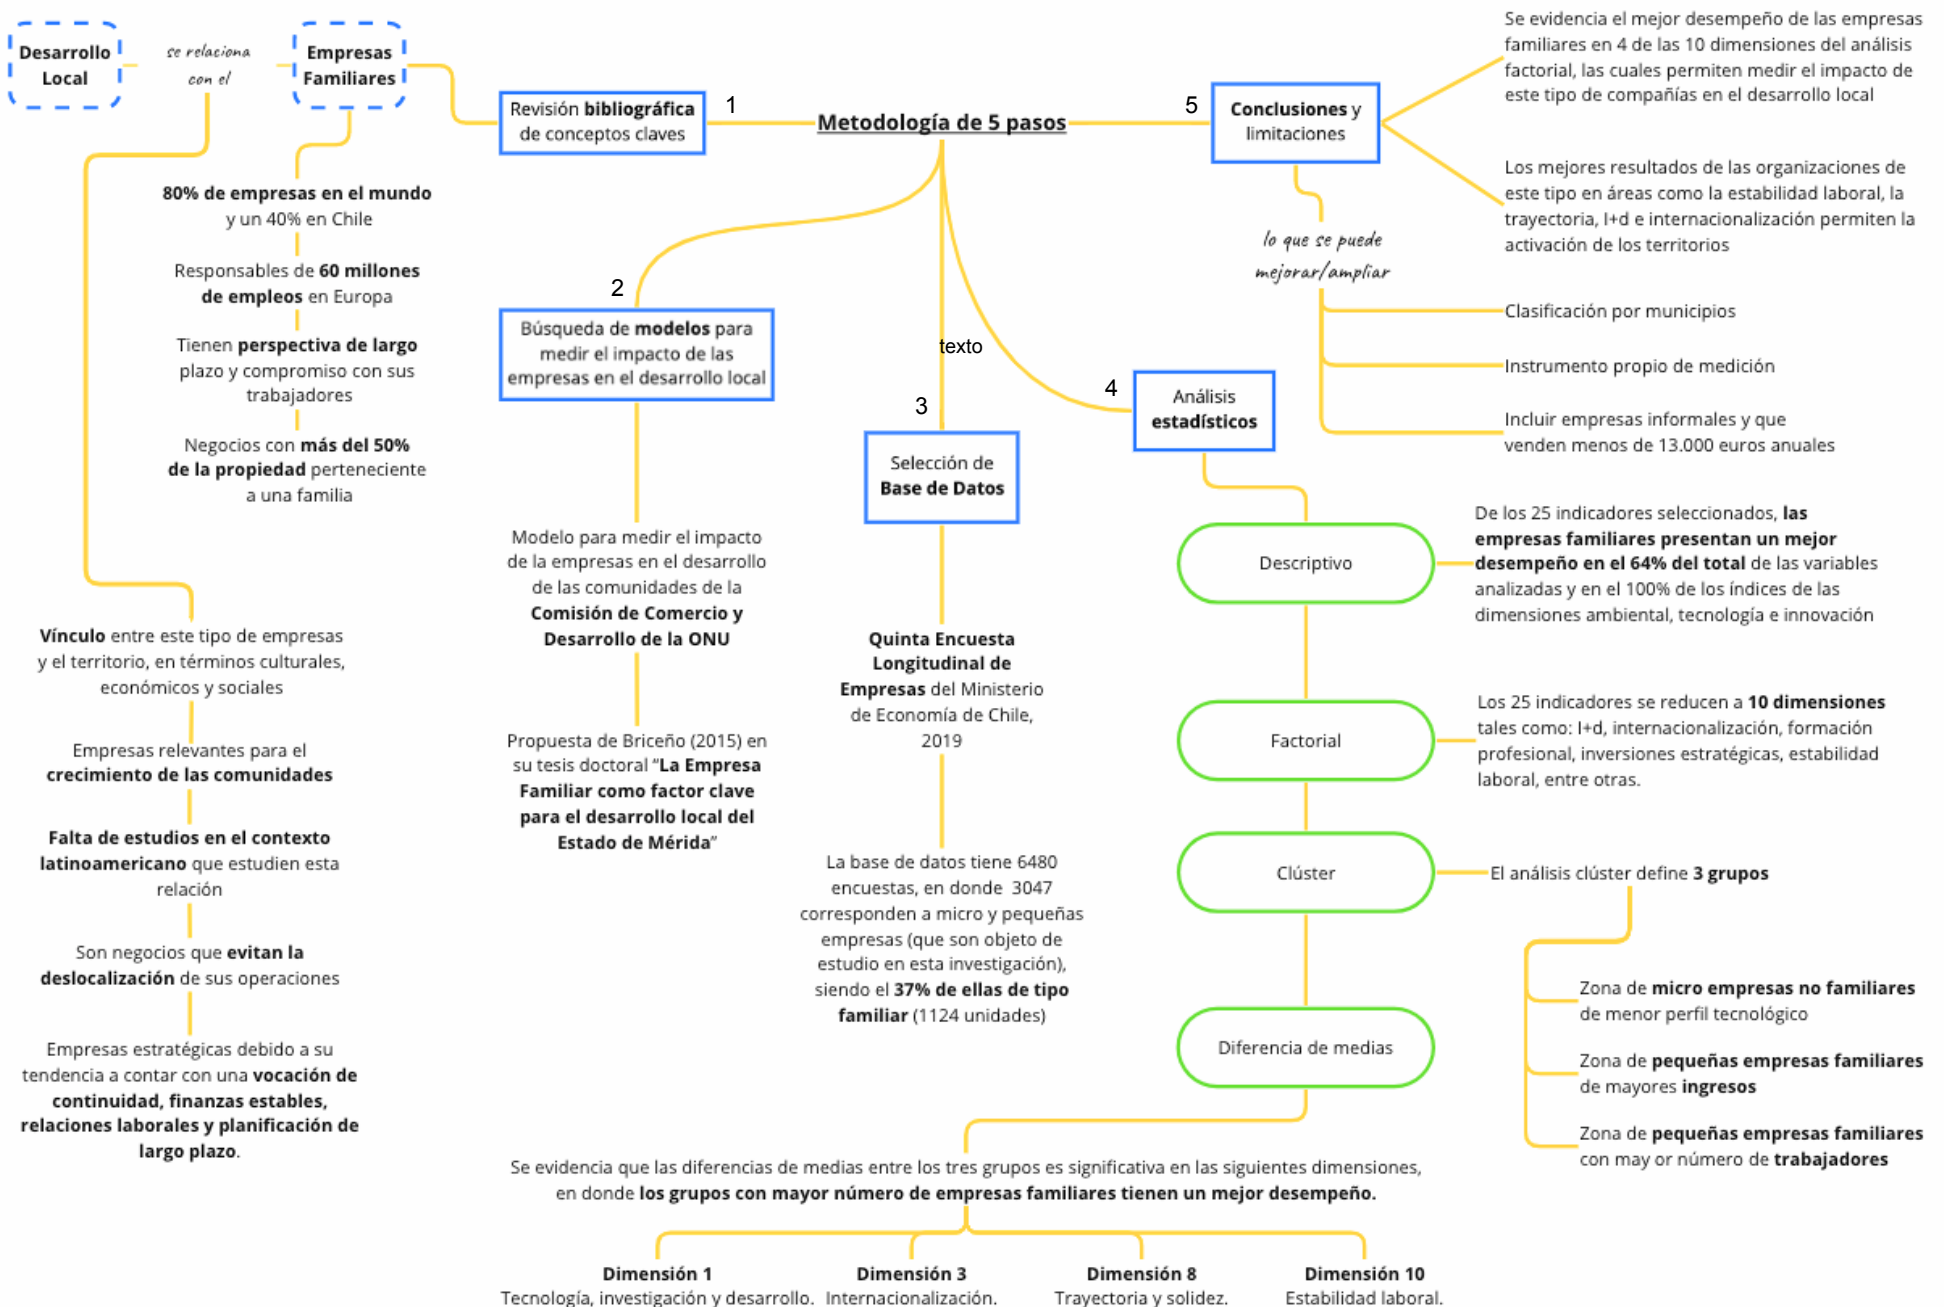 Desarrollo
Local
se relaciona
con el
Empresas
Familiares
80% de empresas en el mundo
y un 40% en Chile
Responsables de 60 millones
de empleos en Europa
Tienen perspectiva de largo
plazo y compromiso con sus
trabajadores
Negocios con más del 50%
de la propiedad perteneciente
a una familia
Vínculo entre este tipo de empresas
y el territorio, en términos culturales,
económicos y sociales
Empresas relevantes para el
crecimiento de las comunidades
Falta de estudios en el contexto
latinoamericano que estudien esta
relación
Son negocios que evitan la
deslocalización de sus operaciones
Empresas estratégicas debido a su
tendencia a contar con una vocación de
continuidad, finanzas estables,
relaciones laborales y planificación de
largo plazo.
Revisión bibliográfica
de conceptos claves
1
Metodología de 5 pasos
2
Búsqueda de modelos para
medir el impacto de las
empresas en el desarrollo local
Modelo para medir el impacto
de la empresas en el desarrollo
de las comunidades de la
Comisión de Comercio y
Desarrollo de la ONU
Propuesta de Briceño (2015) en
su tesis doctoral “La Empresa
Familiar como factor clave
para el desarrollo local del
Estado de Mérida”
texto
3
Selección de
Base de Datos
Quinta Encuesta
Longitudinal de
Empresas del Ministerio
de Economía de Chile,
2019
La base de datos tiene 6480
encuestas, en donde 3047
corresponden a micro y pequeñas
empresas (que son objeto de
estudio en esta investigación),
siendo el 37% de ellas de tipo
familiar (1124 unidades)
4
Análisis
estadísticos
Descriptivo
De los 25 indicadores seleccionados, las
empresas familiares presentan un mejor
desempeño en el 64% del total de las variables
analizadas y en el 100% de los índices de las
dimensiones ambiental, tecnología e innovación
Factorial
Los 25 indicadores se reducen a 10 dimensiones
tales como: I+d, internacionalización, formación
profesional, inversiones estratégicas, estabilidad
laboral, entre otras.
Clúster
El análisis clúster define 3 grupos
Zona de micro empresas no familiares
de menor perfil tecnológico
Zona de pequeñas empresas familiares
de mayores ingresos
Zona de pequeñas empresas familiares
con may or número de trabajadores
Diferencia de medias
Se evidencia que las diferencias de medias entre los tres grupos es significativa en las siguientes dimensiones,
en donde los grupos con mayor número de empresas familiares tienen un mejor desempeño.
Dimensión 1
Tecnología, investigación y desarrollo.
Dimensión 3
Internacionalización.
Dimensión 8
Trayectoria y solidez.
Dimensión 10
Estabilidad laboral.
5
Conclusiones y
limitaciones
Se evidencia el mejor desempeño de las empresas
familiares en 4 de las 10 dimensiones del análisis
factorial, las cuales permiten medir el impacto de
este tipo de compañías en el desarrollo local
Los mejores resultados de las organizaciones de
este tipo en áreas como la estabilidad laboral, la
trayectoria, I+d e internacionalización permiten la
activación de los territorios
lo que se puede
mejorar/ampliar
Clasificación por municipios
Instrumento propio de medición
Incluir empresas informales y que
venden menos de 13.000 euros anuales